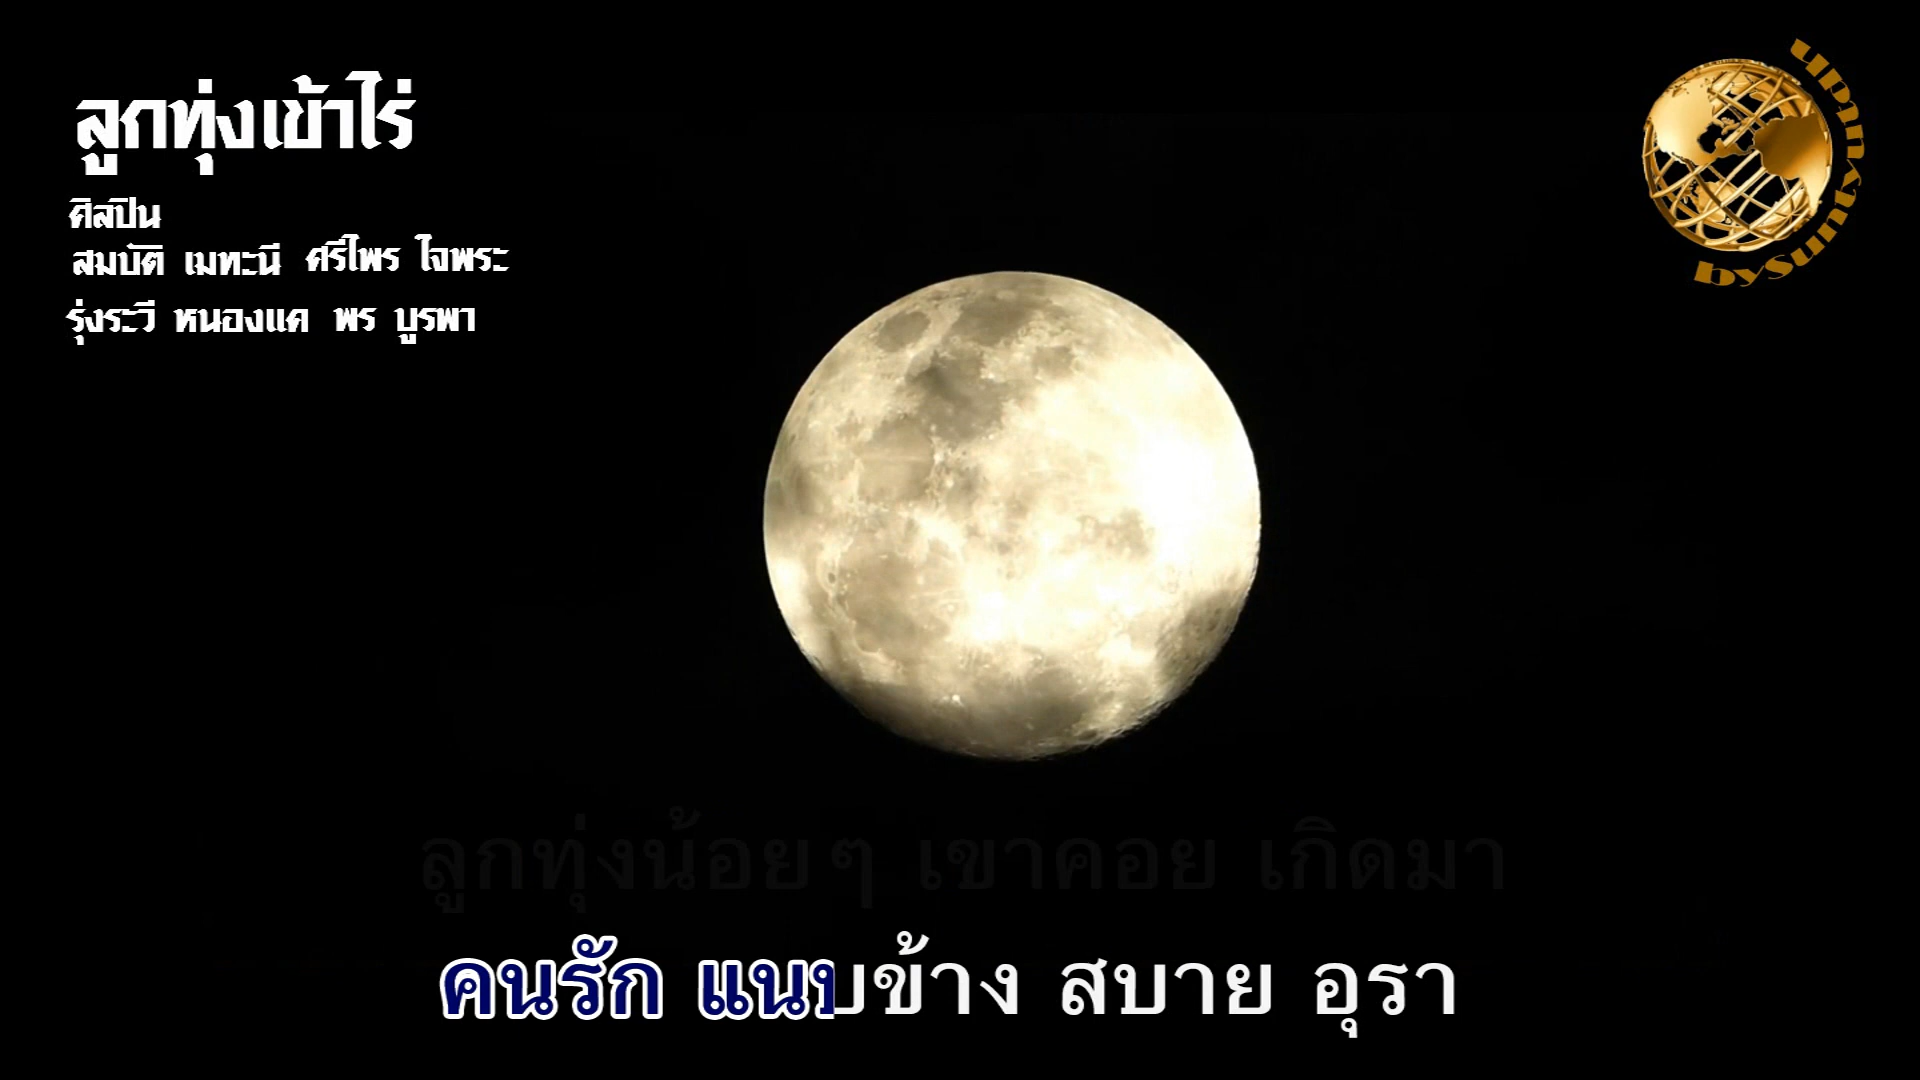 ลูกทุ่งเข้าไร่
ศิลปิน
สมบัติ เมทะนี ศรีไพร ใจพระ
รุ่งระวี หนองแค พร บูรพา
bysunyanrdn
ลูกทุ่งน้อยๆ เขาคอย เกิดมา
คนรัก แนบข้าง สบาย อุรา